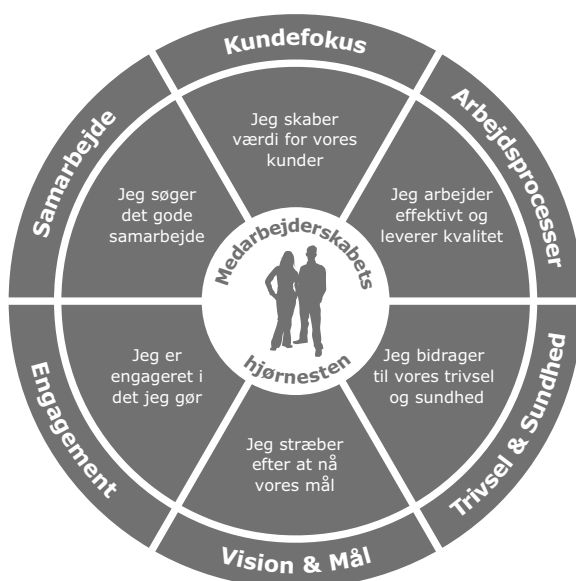 Kundefokus
Jeg skaber
værdi for vores
kunder
Arbejdsprocesser
Jeg arbejder
effektivt og
leverer kvalitet
Trivsel & Sundhed
Jeg bidrager
til vores trivsel
og sundhed
Vision & Mål
Jeg stræber
efter at nå
vores mål
Engagement
Jeg er
engageret i
det jeg gør
Samarbejde
Jeg søger
det gode
samarbejde
Medarbejderskabets
hjørnesten